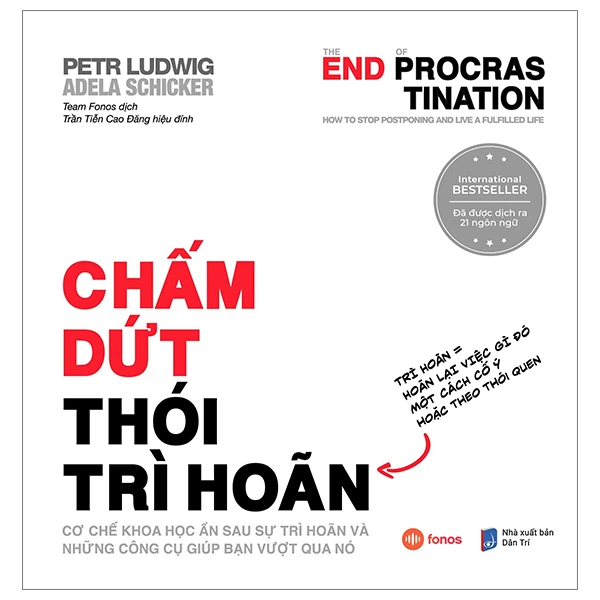 PETR LUDWIG
ADELA SCHICKER
Team Fonos dịch
Trần Tiễn Cao Đăng hiệu đính
THE END OF PROCRAS
TINATION
HOW TO STOP POSTPONING AND LIVE A FULFILLED LIFE
International
BESTSELLER
Đã được dịch ra
21 ngôn ngữ
CHẤM
DỨT
THÓI
TRÌ HOÃN
TRÌ HOÃN =
HOÃN LẠI VIỆC GÌ ĐÓ
MỘT CÁCH CỐ Ý
HOẶC THEO THÓI QUEN
CƠ CHẾ KHOA HỌC ẨN SAU SỰ TRÌ HOÃN VÀ
NHỮNG CÔNG CỤ GIÚP BẠN VƯỢT QUA NÓ
fonos
Nhà xuất bản
Dân Trí